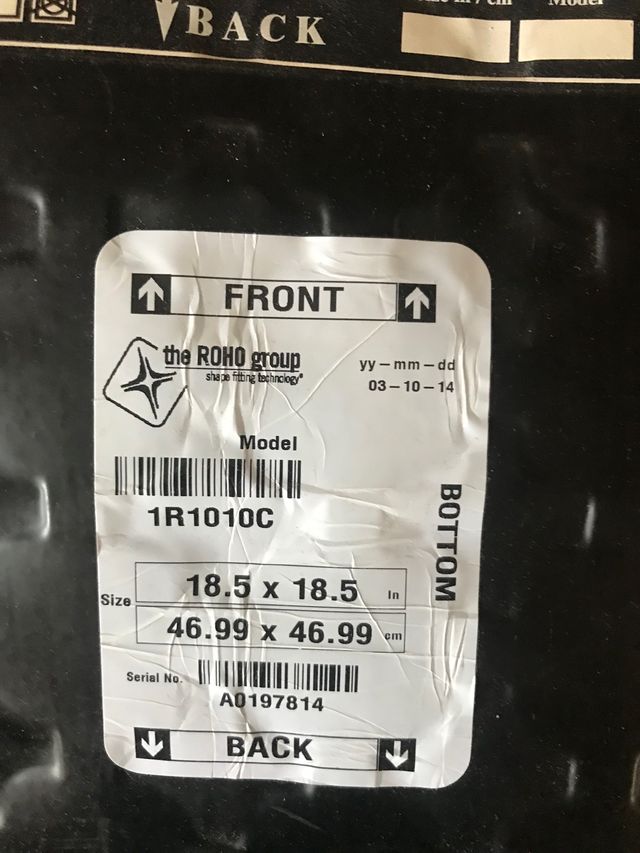 BACK
FRONT
the ROHO group
shape fitting technology®
yy-mm-dd
03-10-14
Model
1R1010C
BOTTOM
Size
18.5 x 18.5 In
46.99 x 46.99 cm
Serial No.
A0197814
BACK